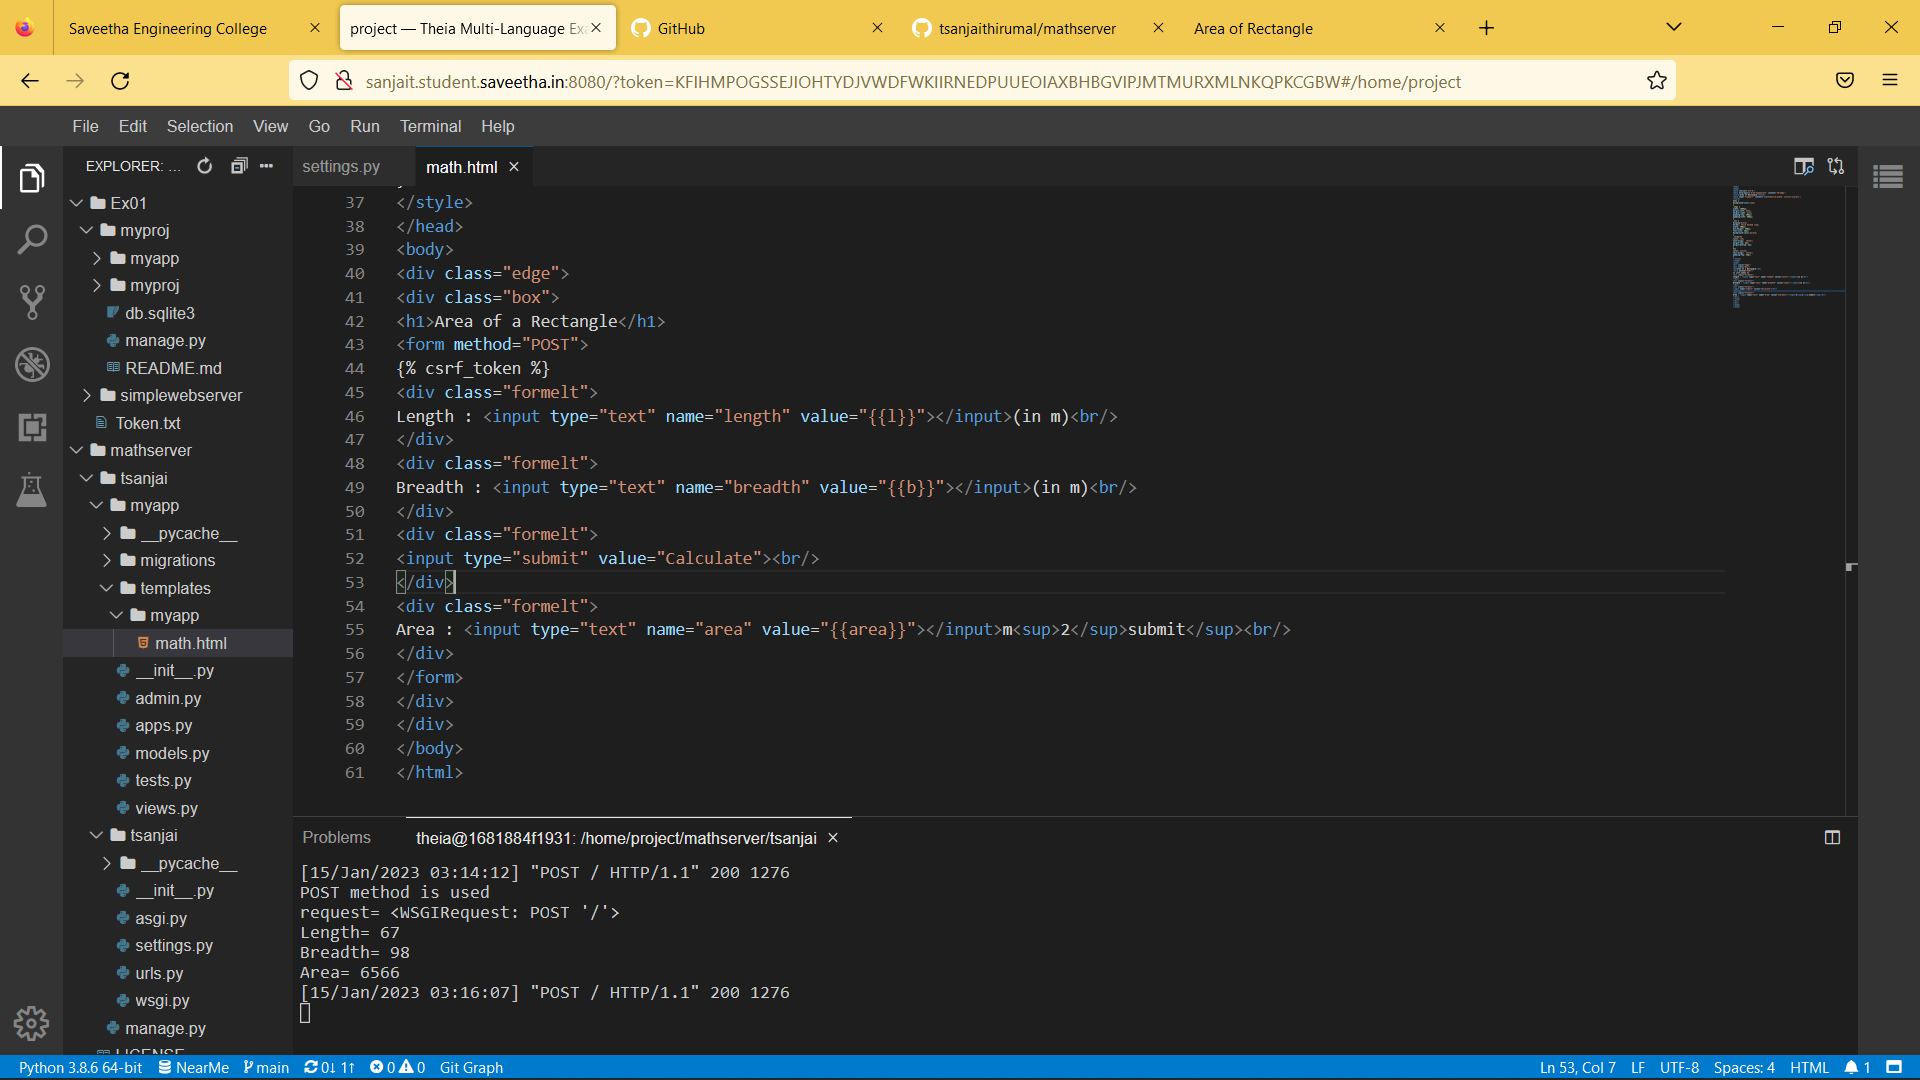 Saveetha Engineering College
project — Theia Multi-Language Exa
GitHub
tsanjaithirumal/mathserver
Area of Rectangle
sanjait.student.saveetha.in:8080/?token=KFIHMPOGSSEJIOHTYDJVWDFWKIIRNEDPUUEOIAXBHBGVIPJMTMURXMLNKQPKCGBW#/home/project
File Edit Selection View Go Run Terminal Help
EXPLORER: ...
Ex01
myproj
myapp
myproj
db.sqlite3
manage.py
README.md
simplewebserver
Token.txt
mathserver
tsanjai
myapp
__pycache__
migrations
templates
myapp
math.html
__init__.py
admin.py
apps.py
models.py
tests.py
views.py
tsanjai
__pycache__
__init__.py
asgi.py
settings.py
urls.py
wsgi.py
manage.py
LICENSE
settings.py
math.html
37 </style>
38 </head>
39 <body>
40 <div class="edge">
41 <div class="box">
42 <h1>Area of a Rectangle</h1>
43 <form method="POST">
44 {% csrf_token %}
45 <div class="formelt">
46 Length : <input type="text" name="length" value="{{l}}"></input>(in m)<br/>
47 </div>
48 <div class="formelt">
49 Breadth : <input type="text" name="breadth" value="{{b}}"></input>(in m)<br/>
50 </div>
51 <div class="formelt">
52 <input type="submit" value="Calculate"><br/>
53 </div>
54 <div class="formelt">
55 Area : <input type="text" name="area" value="{{area}}"></input>m<sup>2</sup>submit</sup><br/>
56 </div>
57 </form>
58 </div>
59 </div>
60 </body>
61 </html>
Problems
theia@1681884f1931: /home/project/mathserver/tsanjai
[15/Jan/2023 03:14:12] "POST / HTTP/1.1" 200 1276
POST method is used
request= <WSGIRequest: POST '/'>
Length= 67
Breadth= 98
Area= 6566
[15/Jan/2023 03:16:07] "POST / HTTP/1.1" 200 1276
Python 3.8.6 64-bit NearMe main 0↓ 1↑ 0 0 Git Graph
Ln 53, Col 7 LF UTF-8 Spaces: 4 HTML 1